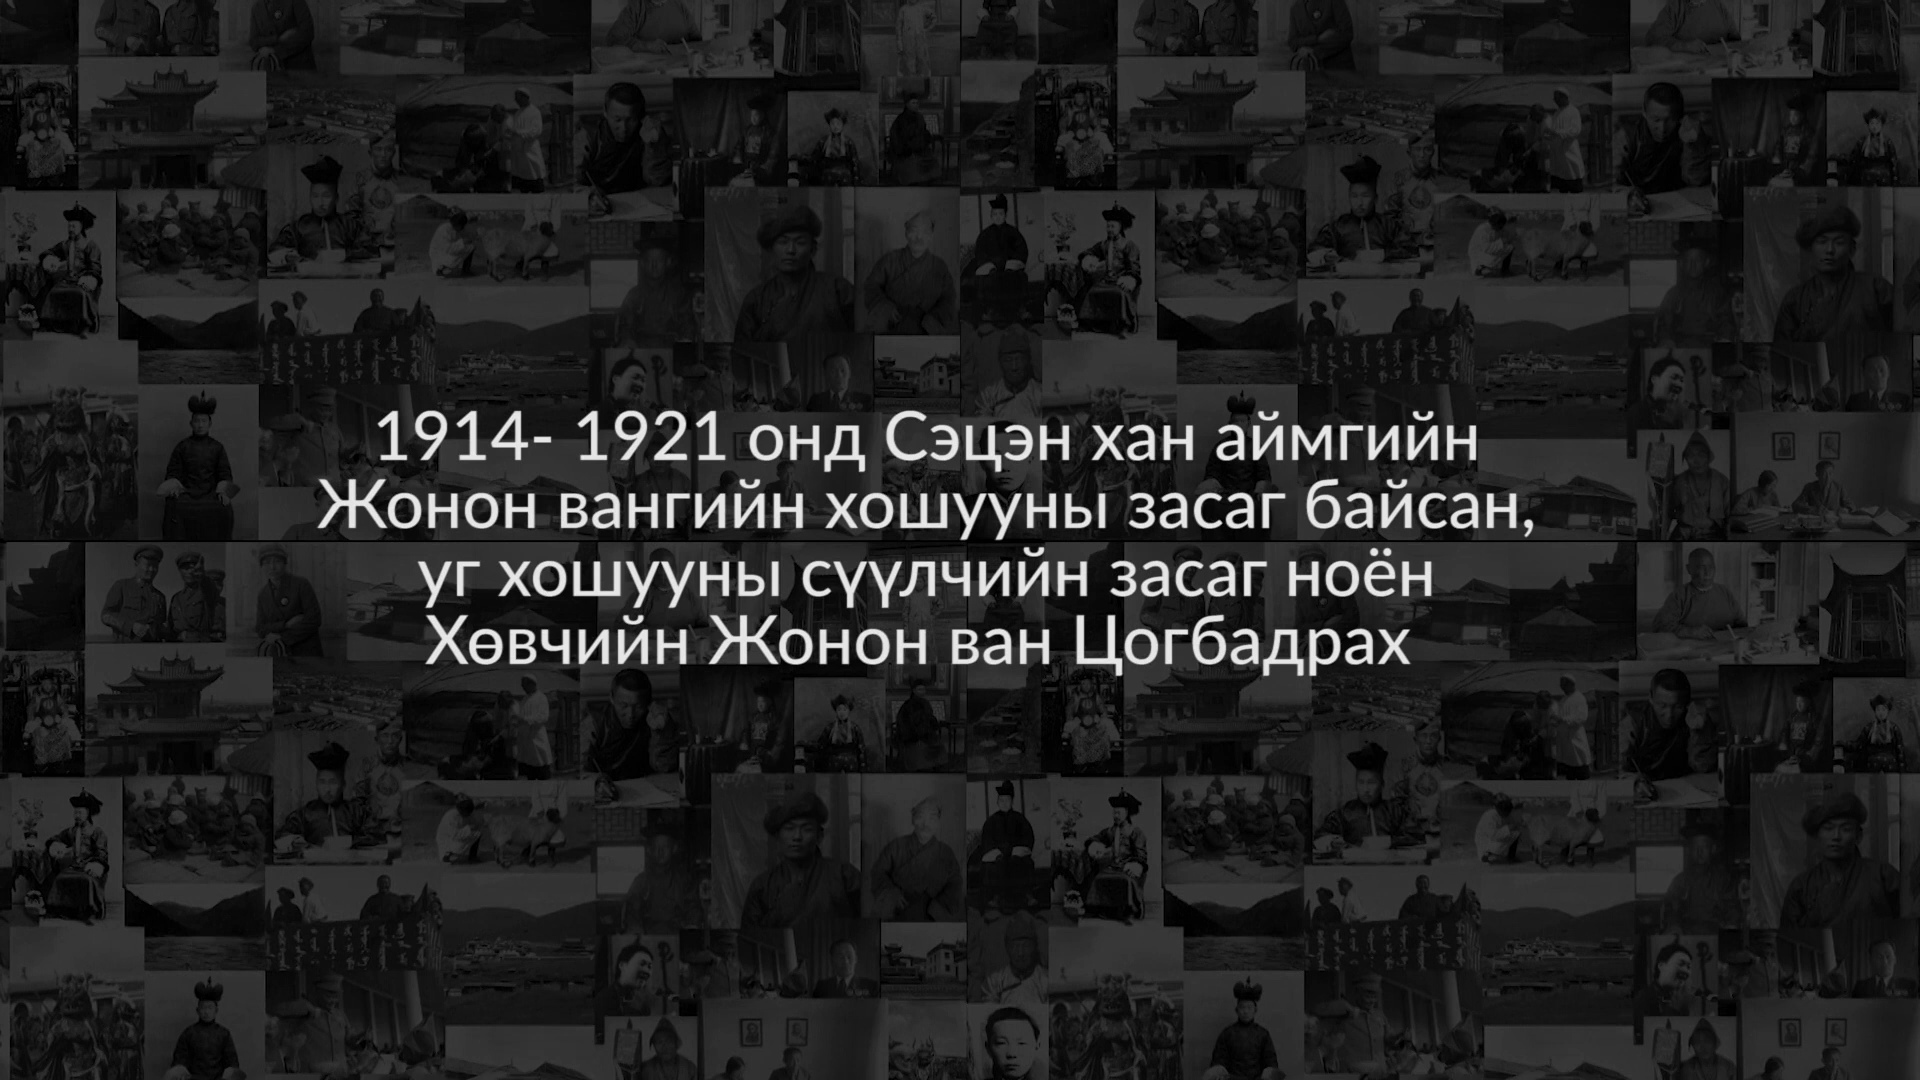 1914- 1921 онд Сэцэн хан аймгийн
Жонон вангийн хошууны засаг байсан,
уг хошууны сүүлчийн засаг ноён
Хөвчийн Жонон ван Цогбадрах